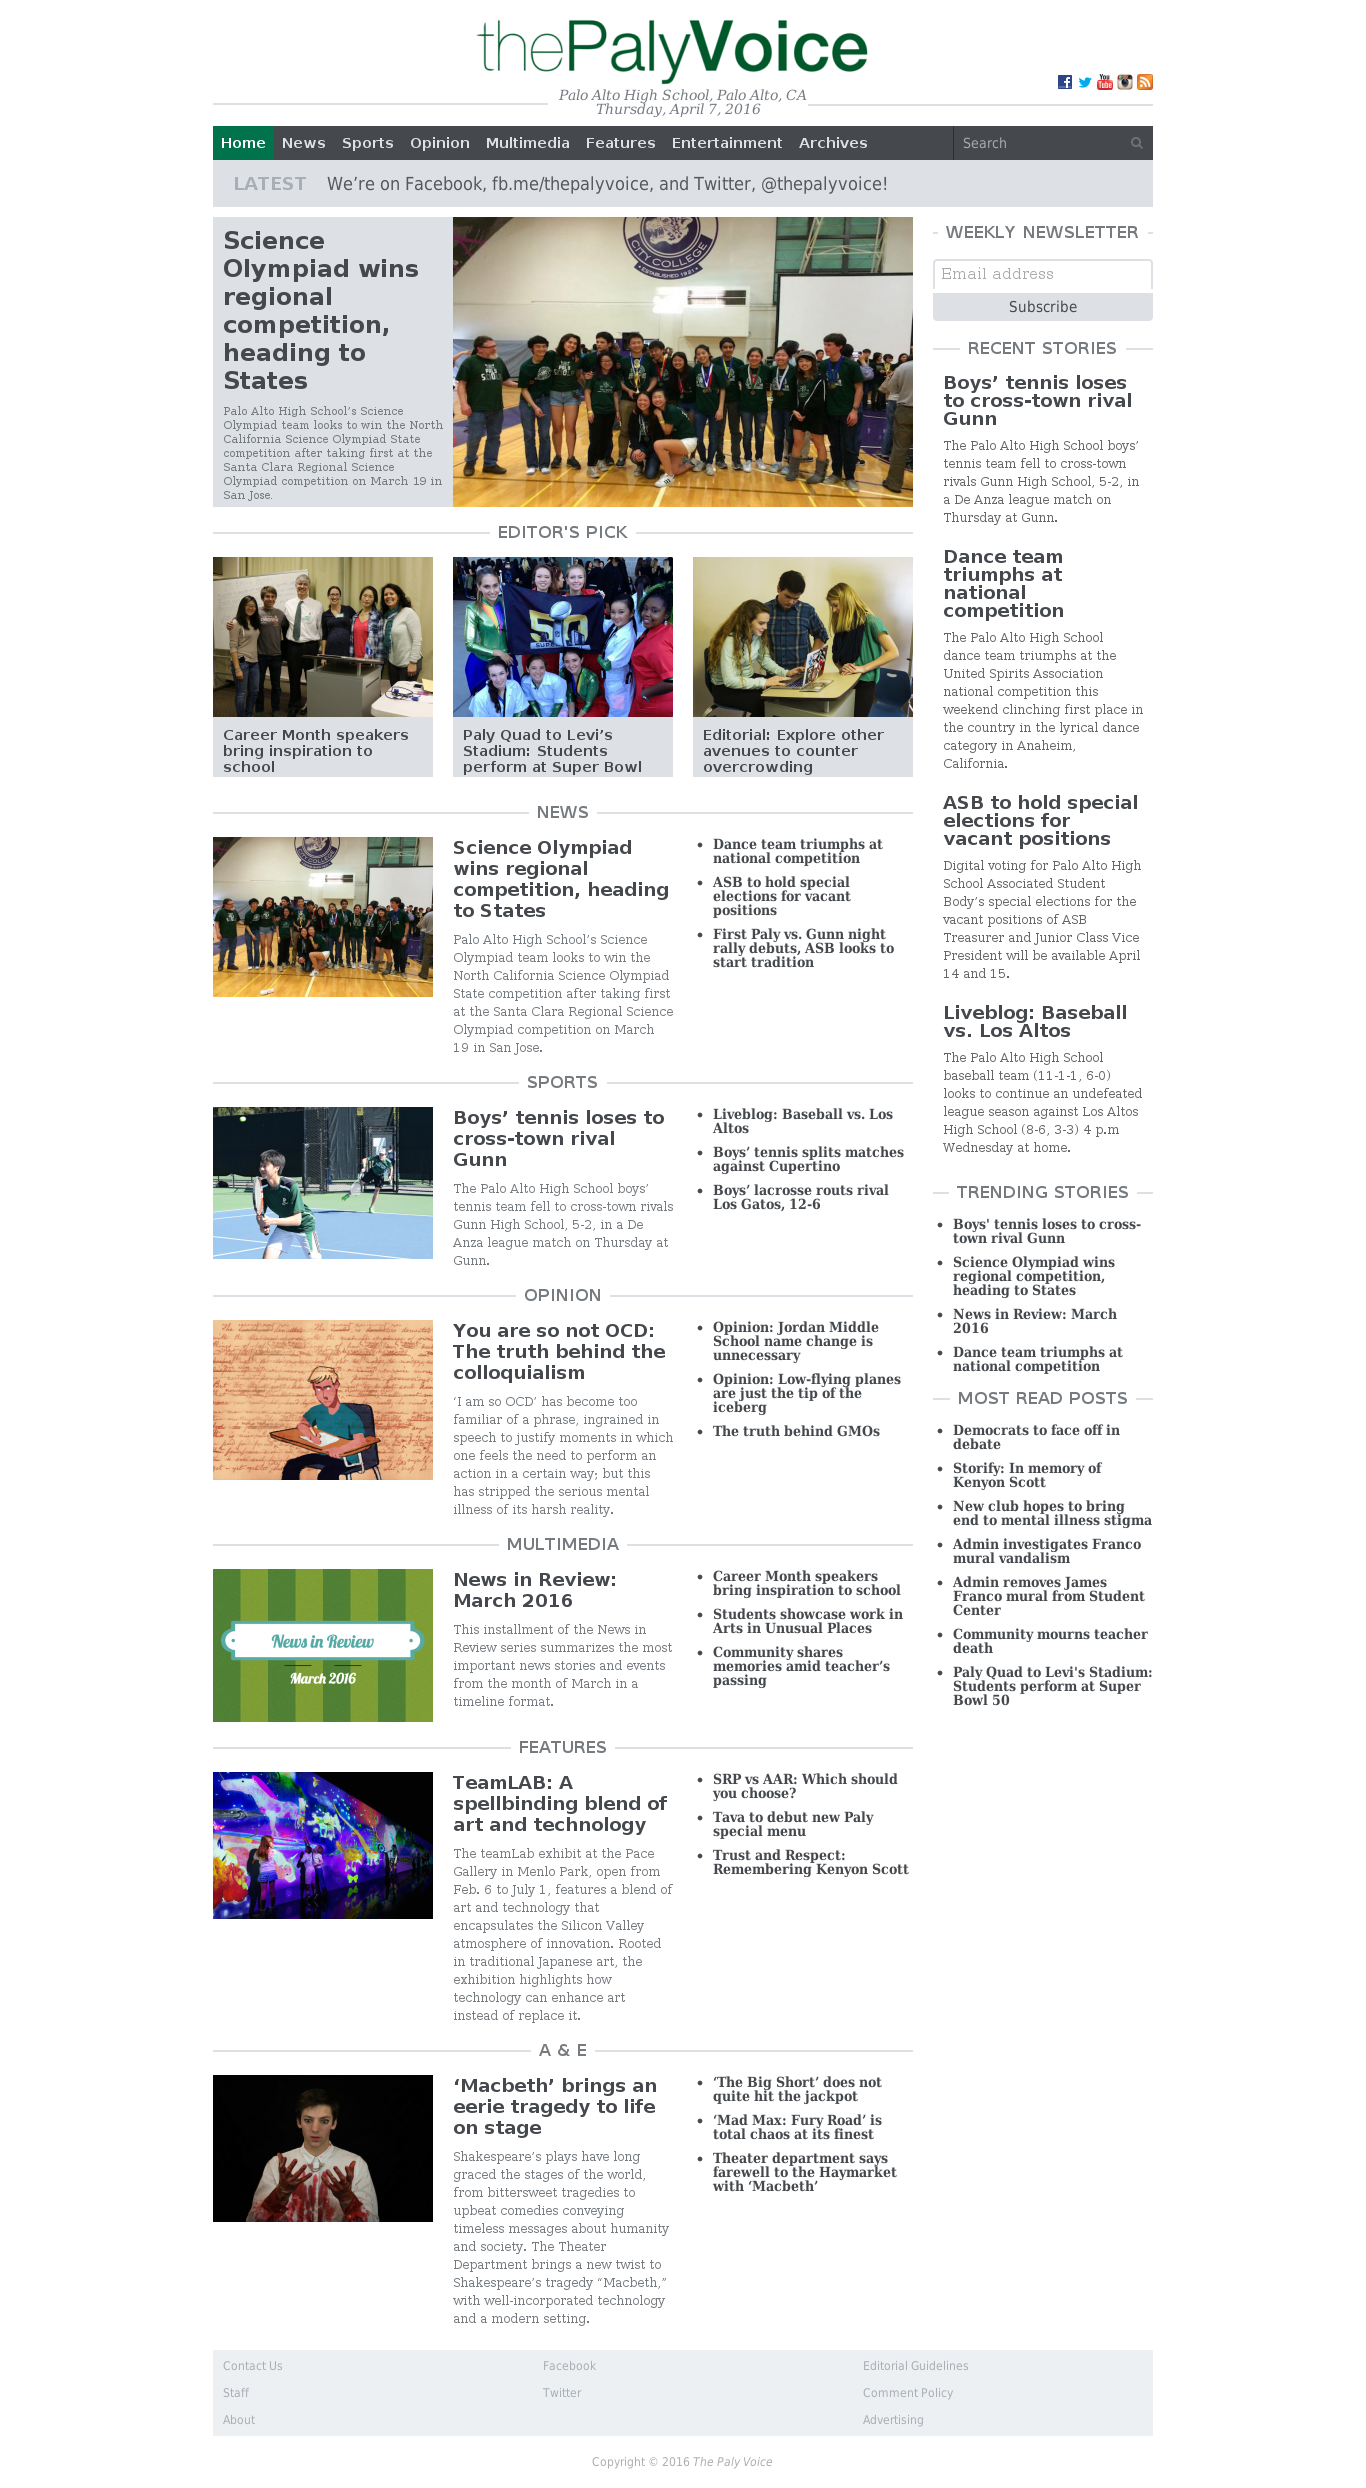 thePalyVoice
Palo Alto High School, Palo Alto, CA
Thursday, April 7, 2016
Home News Sports Opinion Multimedia Features Entertainment Archives Search
LATEST We’re on Facebook, fb.me/thepalyvoice, and Twitter, @thepalyvoice!
Science
Olympiad wins
regional
competition,
heading to
States
Palo Alto High School’s Science
Olympiad team looks to win the North
California Science Olympiad State
competition after taking first at the
Santa Clara Regional Science
Olympiad competition on March 19 in
San Jose.
CITY COLLEGE
ESTABLISHED 1921
EDITOR'S PICK
50
Career Month speakers
bring inspiration to
school
Paly Quad to Levi’s
Stadium: Students
perform at Super Bowl
Editorial: Explore other
avenues to counter
overcrowding
NEWS
Science Olympiad
wins regional
competition, heading
to States
Palo Alto High School’s Science
Olympiad team looks to win the
North California Science Olympiad
State competition after taking first
at the Santa Clara Regional Science
Olympiad competition on March
19 in San Jose.
• Dance team triumphs at
national competition
• ASB to hold special
elections for vacant
positions
• First Paly vs. Gunn night
rally debuts, ASB looks to
start tradition
SPORTS
Boys’ tennis loses to
cross-town rival
Gunn
The Palo Alto High School boys’
tennis team fell to cross-town rivals
Gunn High School, 5-2, in a De
Anza league match on Thursday at
Gunn.
• Liveblog: Baseball vs. Los
Altos
• Boys’ tennis splits matches
against Cupertino
• Boys’ lacrosse routs rival
Los Gatos, 12-6
OPINION
You are so not OCD:
The truth behind the
colloquialism
‘I am so OCD’ has become too
familiar of a phrase, ingrained in
speech to justify moments in which
one feels the need to perform an
action in a certain way; but this
has stripped the serious mental
illness of its harsh reality.
• Opinion: Jordan Middle
School name change is
unnecessary
• Opinion: Low-flying planes
are just the tip of the
iceberg
• The truth behind GMOs
MULTIMEDIA
News in Review
March 2016
News in Review:
March 2016
This installment of the News in
Review series summarizes the most
important news stories and events
from the month of March in a
timeline format.
• Career Month speakers
bring inspiration to school
• Students showcase work in
Arts in Unusual Places
• Community shares
memories amid teacher’s
passing
FEATURES
TeamLAB: A
spellbinding blend of
art and technology
The teamLab exhibit at the Pace
Gallery in Menlo Park, open from
Feb. 6 to July 1, features a blend of
art and technology that
encapsulates the Silicon Valley
atmosphere of innovation. Rooted
in traditional Japanese art, the
exhibition highlights how
technology can enhance art
instead of replace it.
• SRP vs AAR: Which should
you choose?
• Tava to debut new Paly
special menu
• Trust and Respect:
Remembering Kenyon Scott
A & E
‘Macbeth’ brings an
eerie tragedy to life
on stage
Shakespeare’s plays have long
graced the stages of the world,
from bittersweet tragedies to
upbeat comedies conveying
timeless messages about humanity
and society. The Theater
Department brings a new twist to
Shakespeare’s tragedy “Macbeth,”
with well-incorporated technology
and a modern setting.
• ‘The Big Short’ does not
quite hit the jackpot
• ‘Mad Max: Fury Road’ is
total chaos at its finest
• Theater department says
farewell to the Haymarket
with ‘Macbeth’
WEEKLY NEWSLETTER
Email address
Subscribe
RECENT STORIES
Boys’ tennis loses
to cross-town rival
Gunn
The Palo Alto High School boys’
tennis team fell to cross-town
rivals Gunn High School, 5-2, in
a De Anza league match on
Thursday at Gunn.
Dance team
triumphs at
national
competition
The Palo Alto High School
dance team triumphs at the
United Spirits Association
national competition this
weekend clinching first place in
the country in the lyrical dance
category in Anaheim,
California.
ASB to hold special
elections for
vacant positions
Digital voting for Palo Alto High
School Associated Student
Body’s special elections for the
vacant positions of ASB
Treasurer and Junior Class Vice
President will be available April
14 and 15.
Liveblog: Baseball
vs. Los Altos
The Palo Alto High School
baseball team (11-1-1, 6-0)
looks to continue an undefeated
league season against Los Altos
High School (8-6, 3-3) 4 p.m
Wednesday at home.
TRENDING STORIES
• Boys' tennis loses to cross-
town rival Gunn
• Science Olympiad wins
regional competition,
heading to States
• News in Review: March
2016
• Dance team triumphs at
national competition
MOST READ POSTS
• Democrats to face off in
debate
• Storify: In memory of
Kenyon Scott
• New club hopes to bring
end to mental illness stigma
• Admin investigates Franco
mural vandalism
• Admin removes James
Franco mural from Student
Center
• Community mourns teacher
death
• Paly Quad to Levi's Stadium:
Students perform at Super
Bowl 50
Contact Us
Staff
About
Facebook
Twitter
Editorial Guidelines
Comment Policy
Advertising
Copyright © 2016 The Paly Voice